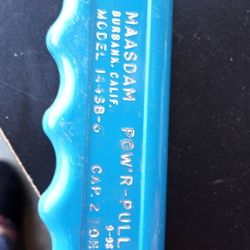 MAASDAM POW'R-PULL
BURBANK, CALIF.
MODEL 144SB-6 CAP. 2 TON